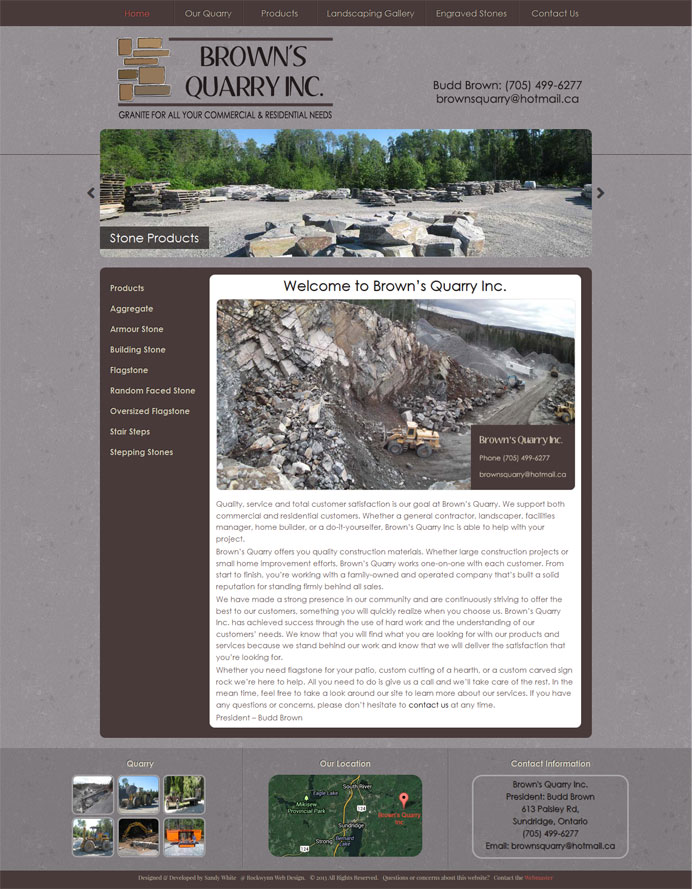 Home Our Quarry Products Landscaping Gallery Engraved Stones Contact Us
BROWN'S
QUARRY INC.
GRANITE FOR ALL YOUR COMMERCIAL & RESIDENTIAL NEEDS
Budd Brown: (705) 499-6277
brownsquarry@hotmail.ca
Stone Products
Products
Aggregate
Armour Stone
Building Stone
Flagstone
Random Faced Stone
Oversized Flagstone
Stair Steps
Stepping Stones
Welcome to Brown's Quarry Inc.
Brown's Quarry Inc.
Phone (705) 499-6277
brownsquarry@hotmail.ca
Quality, service and total customer satisfaction is our goal at Brown's Quarry. We support both
commercial and residential customers. Whether a general contractor, landscaper, facilities
manager, home builder, or a do-it-yourselfer, Brown's Quarry Inc is able to help with your
project.
Brown's Quarry offers you quality construction materials. Whether large construction projects or
small home improvement efforts, Brown's Quarry works one-on-one with each customer. From
start to finish, you're working with a family-owned and operated company that's built a solid
reputation for standing firmly behind all sales.
We have made a strong presence in our community and are continuously striving to offer the
best to our customers, something you will quickly realize when you choose us. Brown's Quarry
Inc. has achieved success through the use of hard work and the understanding of our
customers' needs. We know that you will find what you are looking for with our products and
services because we stand behind our work and know that we will deliver the satisfaction that
you're looking for.
Whether you need flagstone for your patio, custom cutting of a hearth, or a custom carved sign
rock we're here to help. All you need to do is give us a call and we'll take care of the rest. In the
mean time, feel free to take a look around our site to learn more about our services. If you have
any questions or concerns, please don't hesitate to contact us at any time.
President – Budd Brown
Quarry
Our Location
South River
Eagle Lake
Mikisew
Provincial Park
124
Brown's Quarry
Inc.
Sundridge
Bernard
Lake
Strong
124
Contact Information
Brown's Quarry Inc.
President: Budd Brown
613 Paisley Rd,
Sundridge, Ontario
(705) 499-6277
Email: brownsquarry@hotmail.ca
Designed & Developed by Sandy White @ Rockwynn Web Design. © 2015 All Rights Reserved. Questions or concerns about this website? Contact the Webmaster